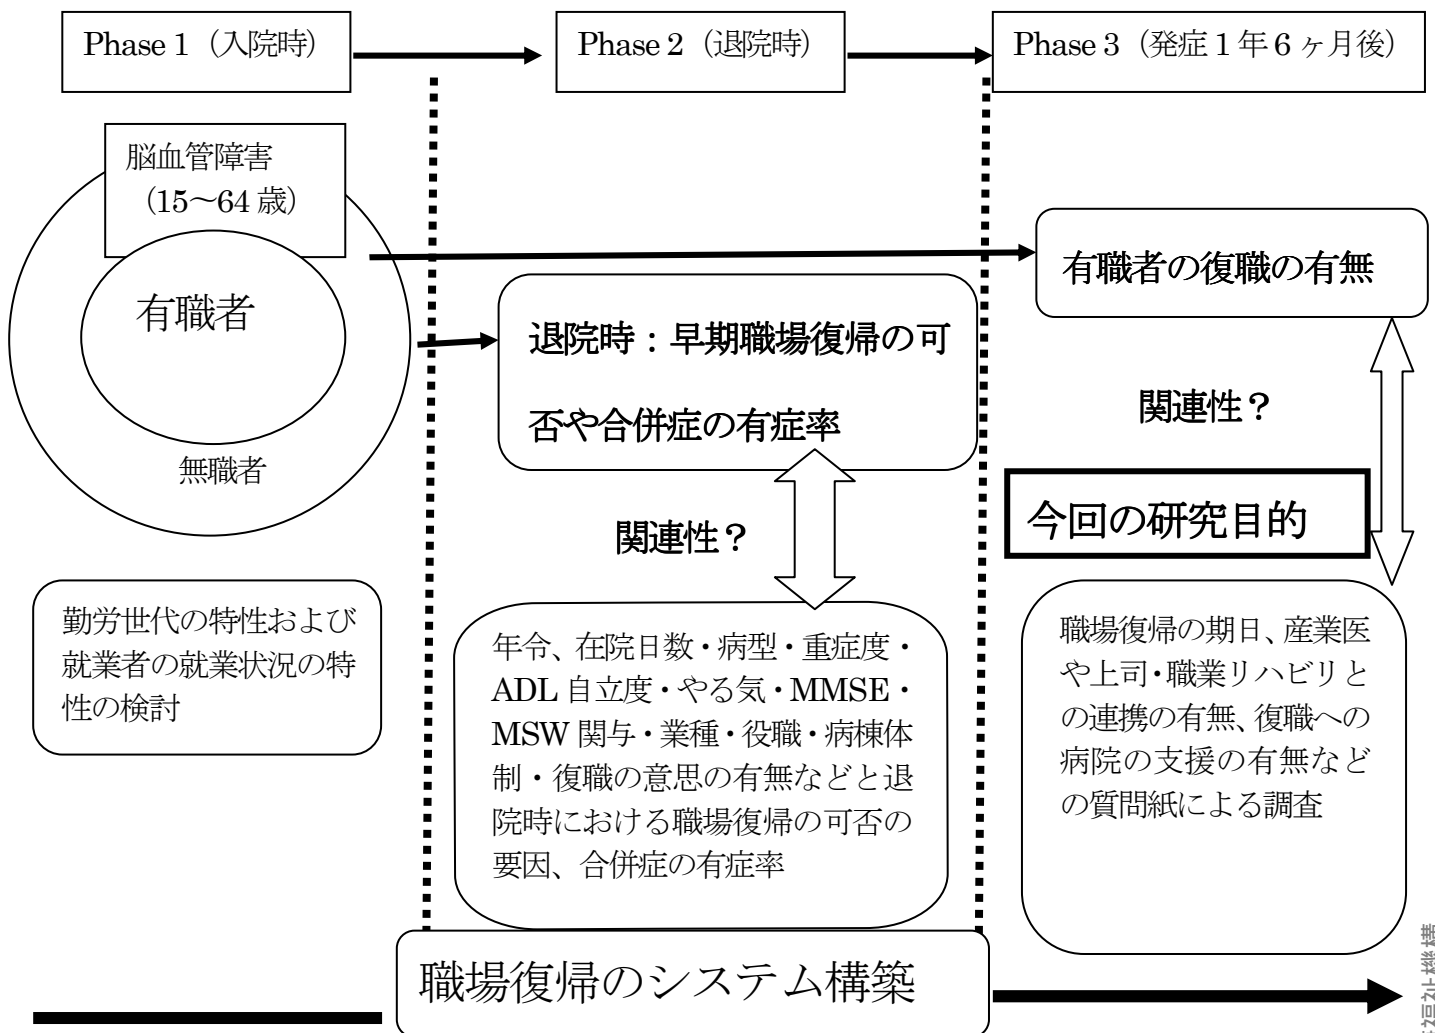 Phase 1（入院時）
Phase 2（退院時）
Phase 3（発症1年6ヶ月後）
脳血管障害
（15～64歳）
有職者
無職者
勤労世代の特性および
就業者の就業状況の特
性の検討
退院時：早期職場復帰の可
否や合併症の有症率
関連性？
年令、在院日数・病型・重症度・
ADL自立度・やる気・MMSE・
MSW関与・業種・役職・病棟体
制・復職の意思の有無などと退
院時における職場復帰の可否の
要因、合併症の有症率
有職者の復職の有無
関連性？
今回の研究目的
職場復帰の期日、産業医
や上司・職業リハビリと
の連携の有無、復職への
病院の支援の有無など
の質問紙による調査
職場復帰のシステム構築
福祉機構